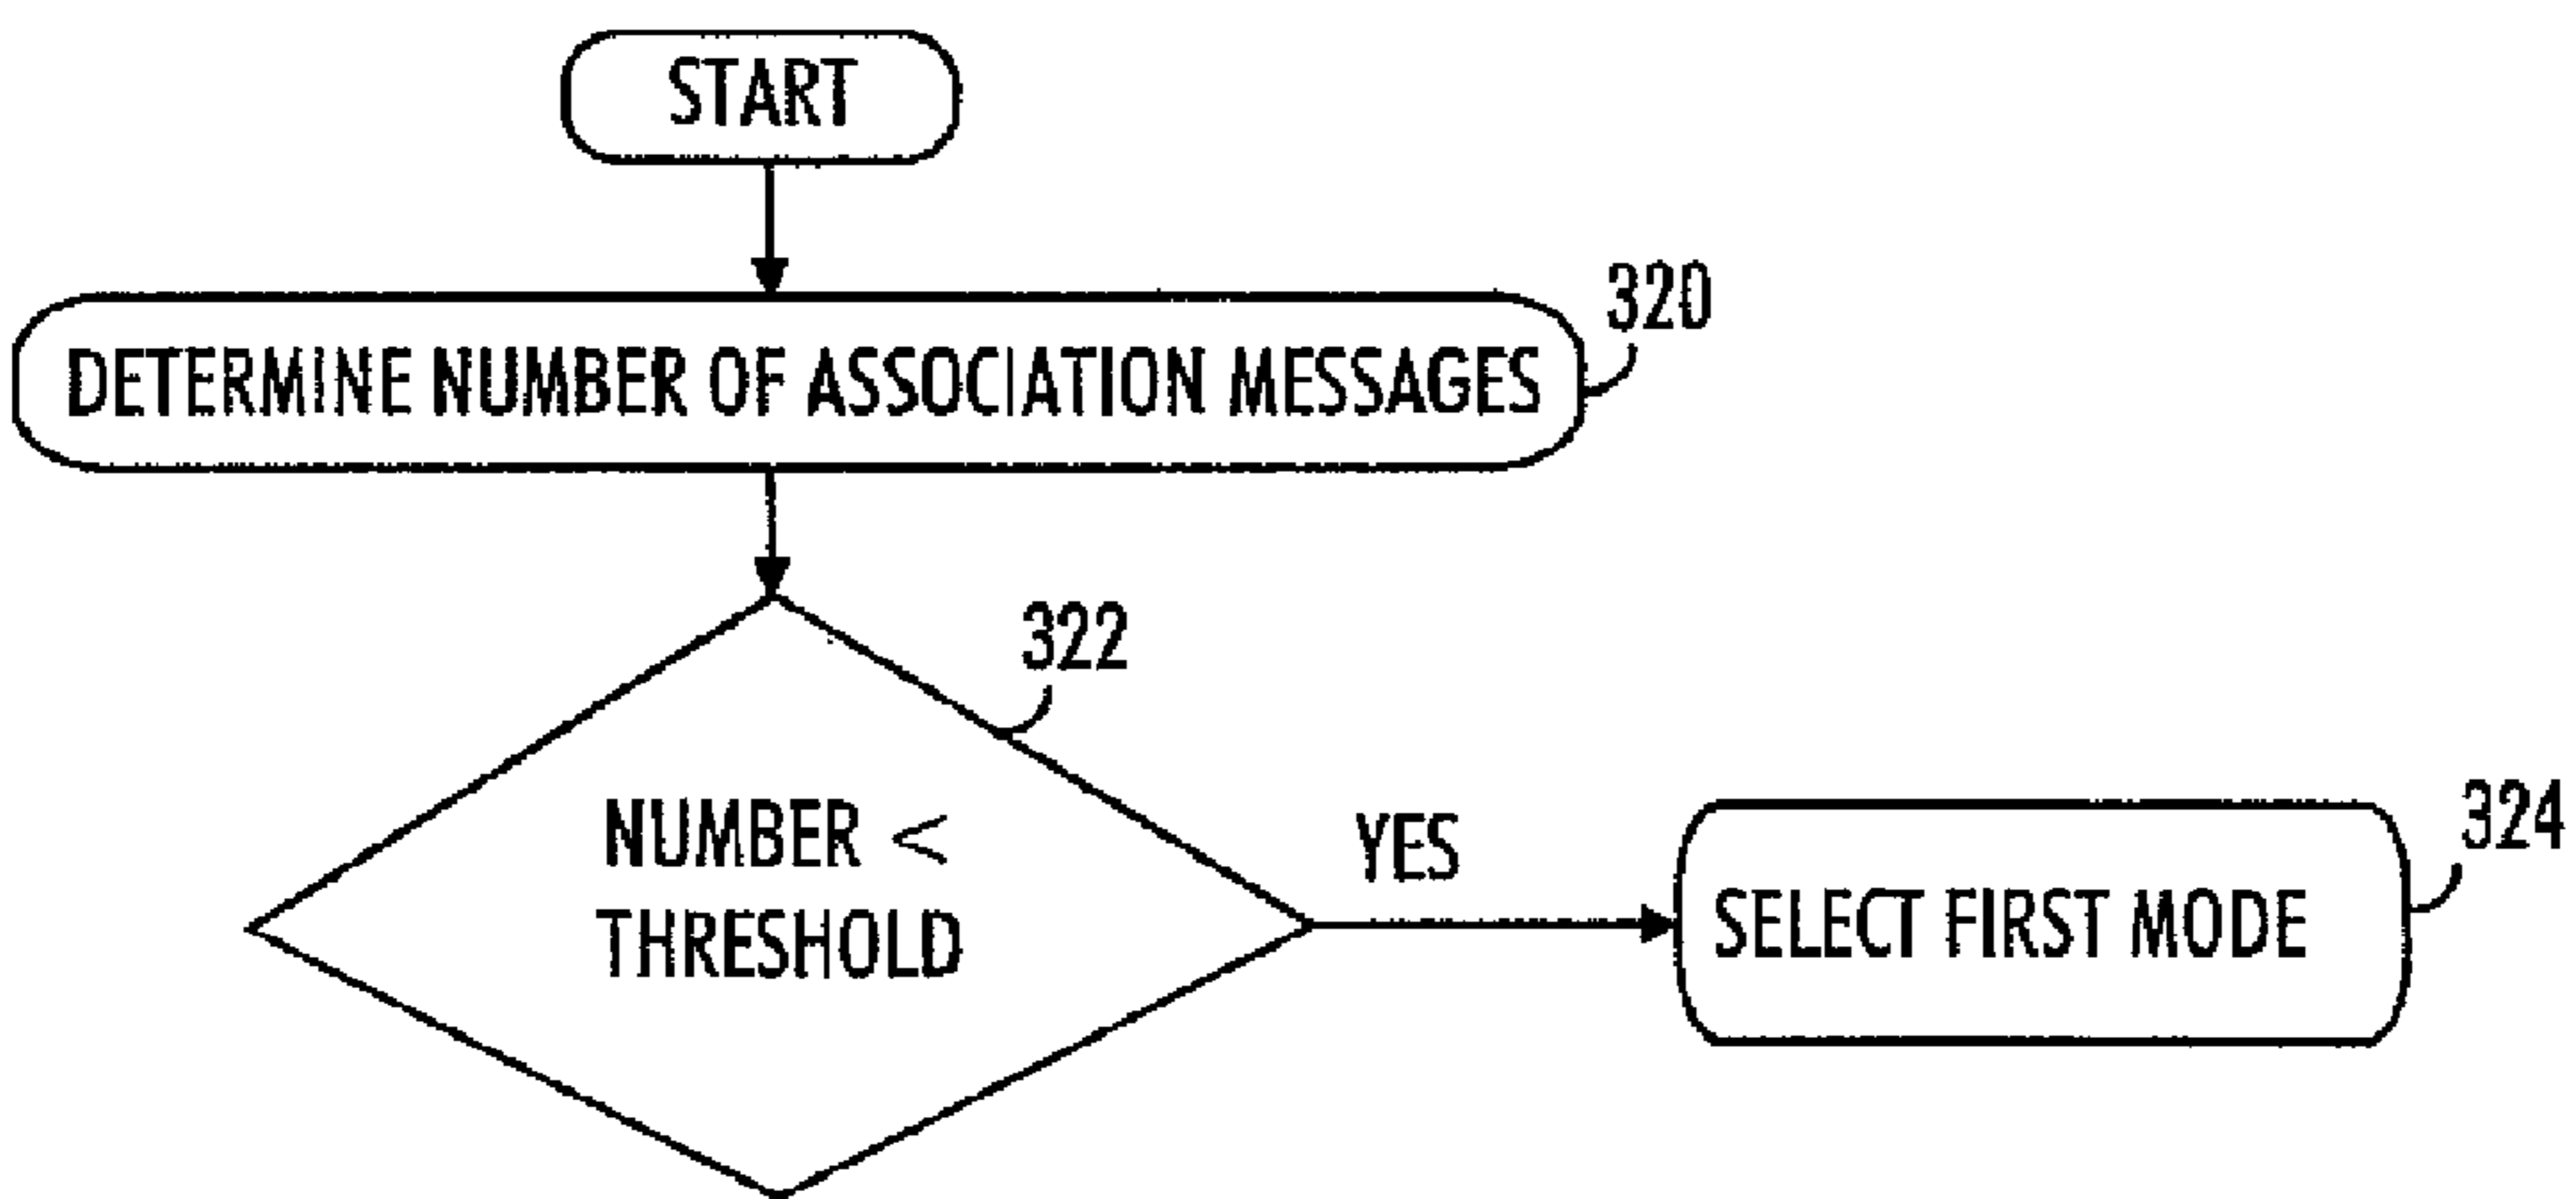 START
320
DETERMINE NUMBER OF ASSOCIATION MESSAGES
322
NUMBER <
THRESHOLD
YES
324
SELECT FIRST MODE